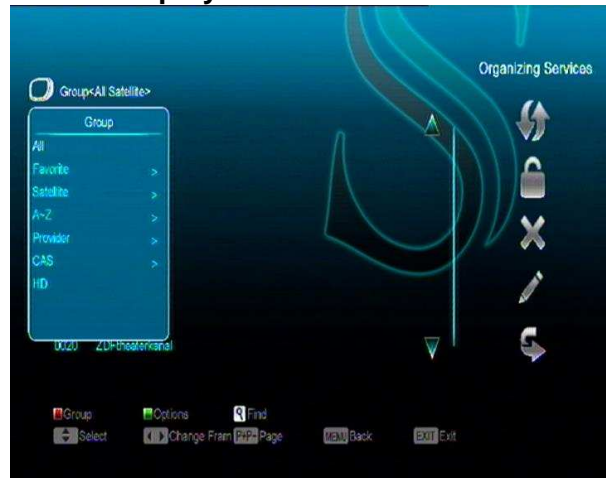 Organizing Services
Group<All Satellite>
Group
All
Favorite >
Satellite >
A~Z >
Provider >
CAS >
HD
0020 ZDFtheaterkanal
Group Options Find
Select Change Fram P+P- Page MENU Back EXIT Exit